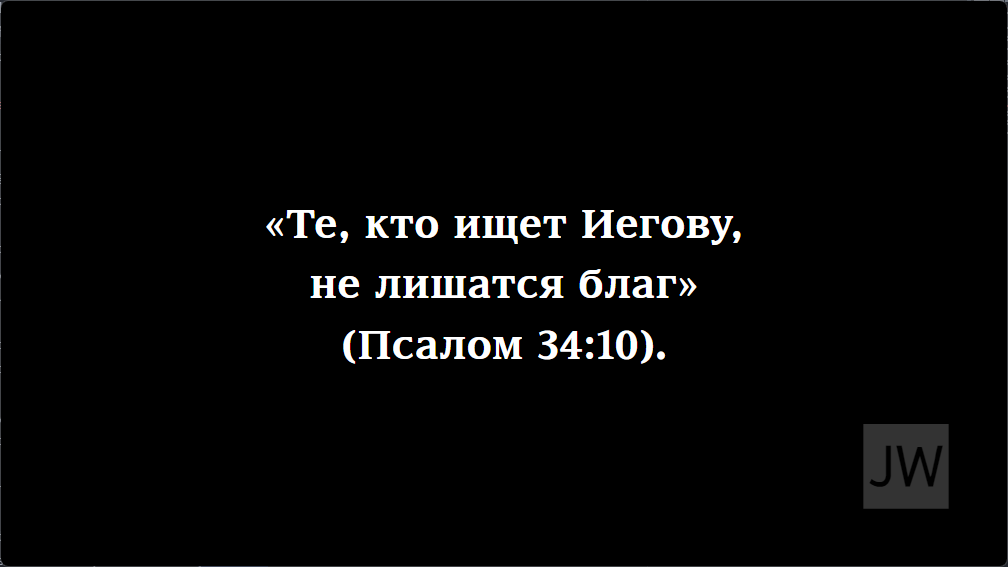 «Те, кто ищет Иегову,
не лишатся благ»
(Псалом 34:10).
JW